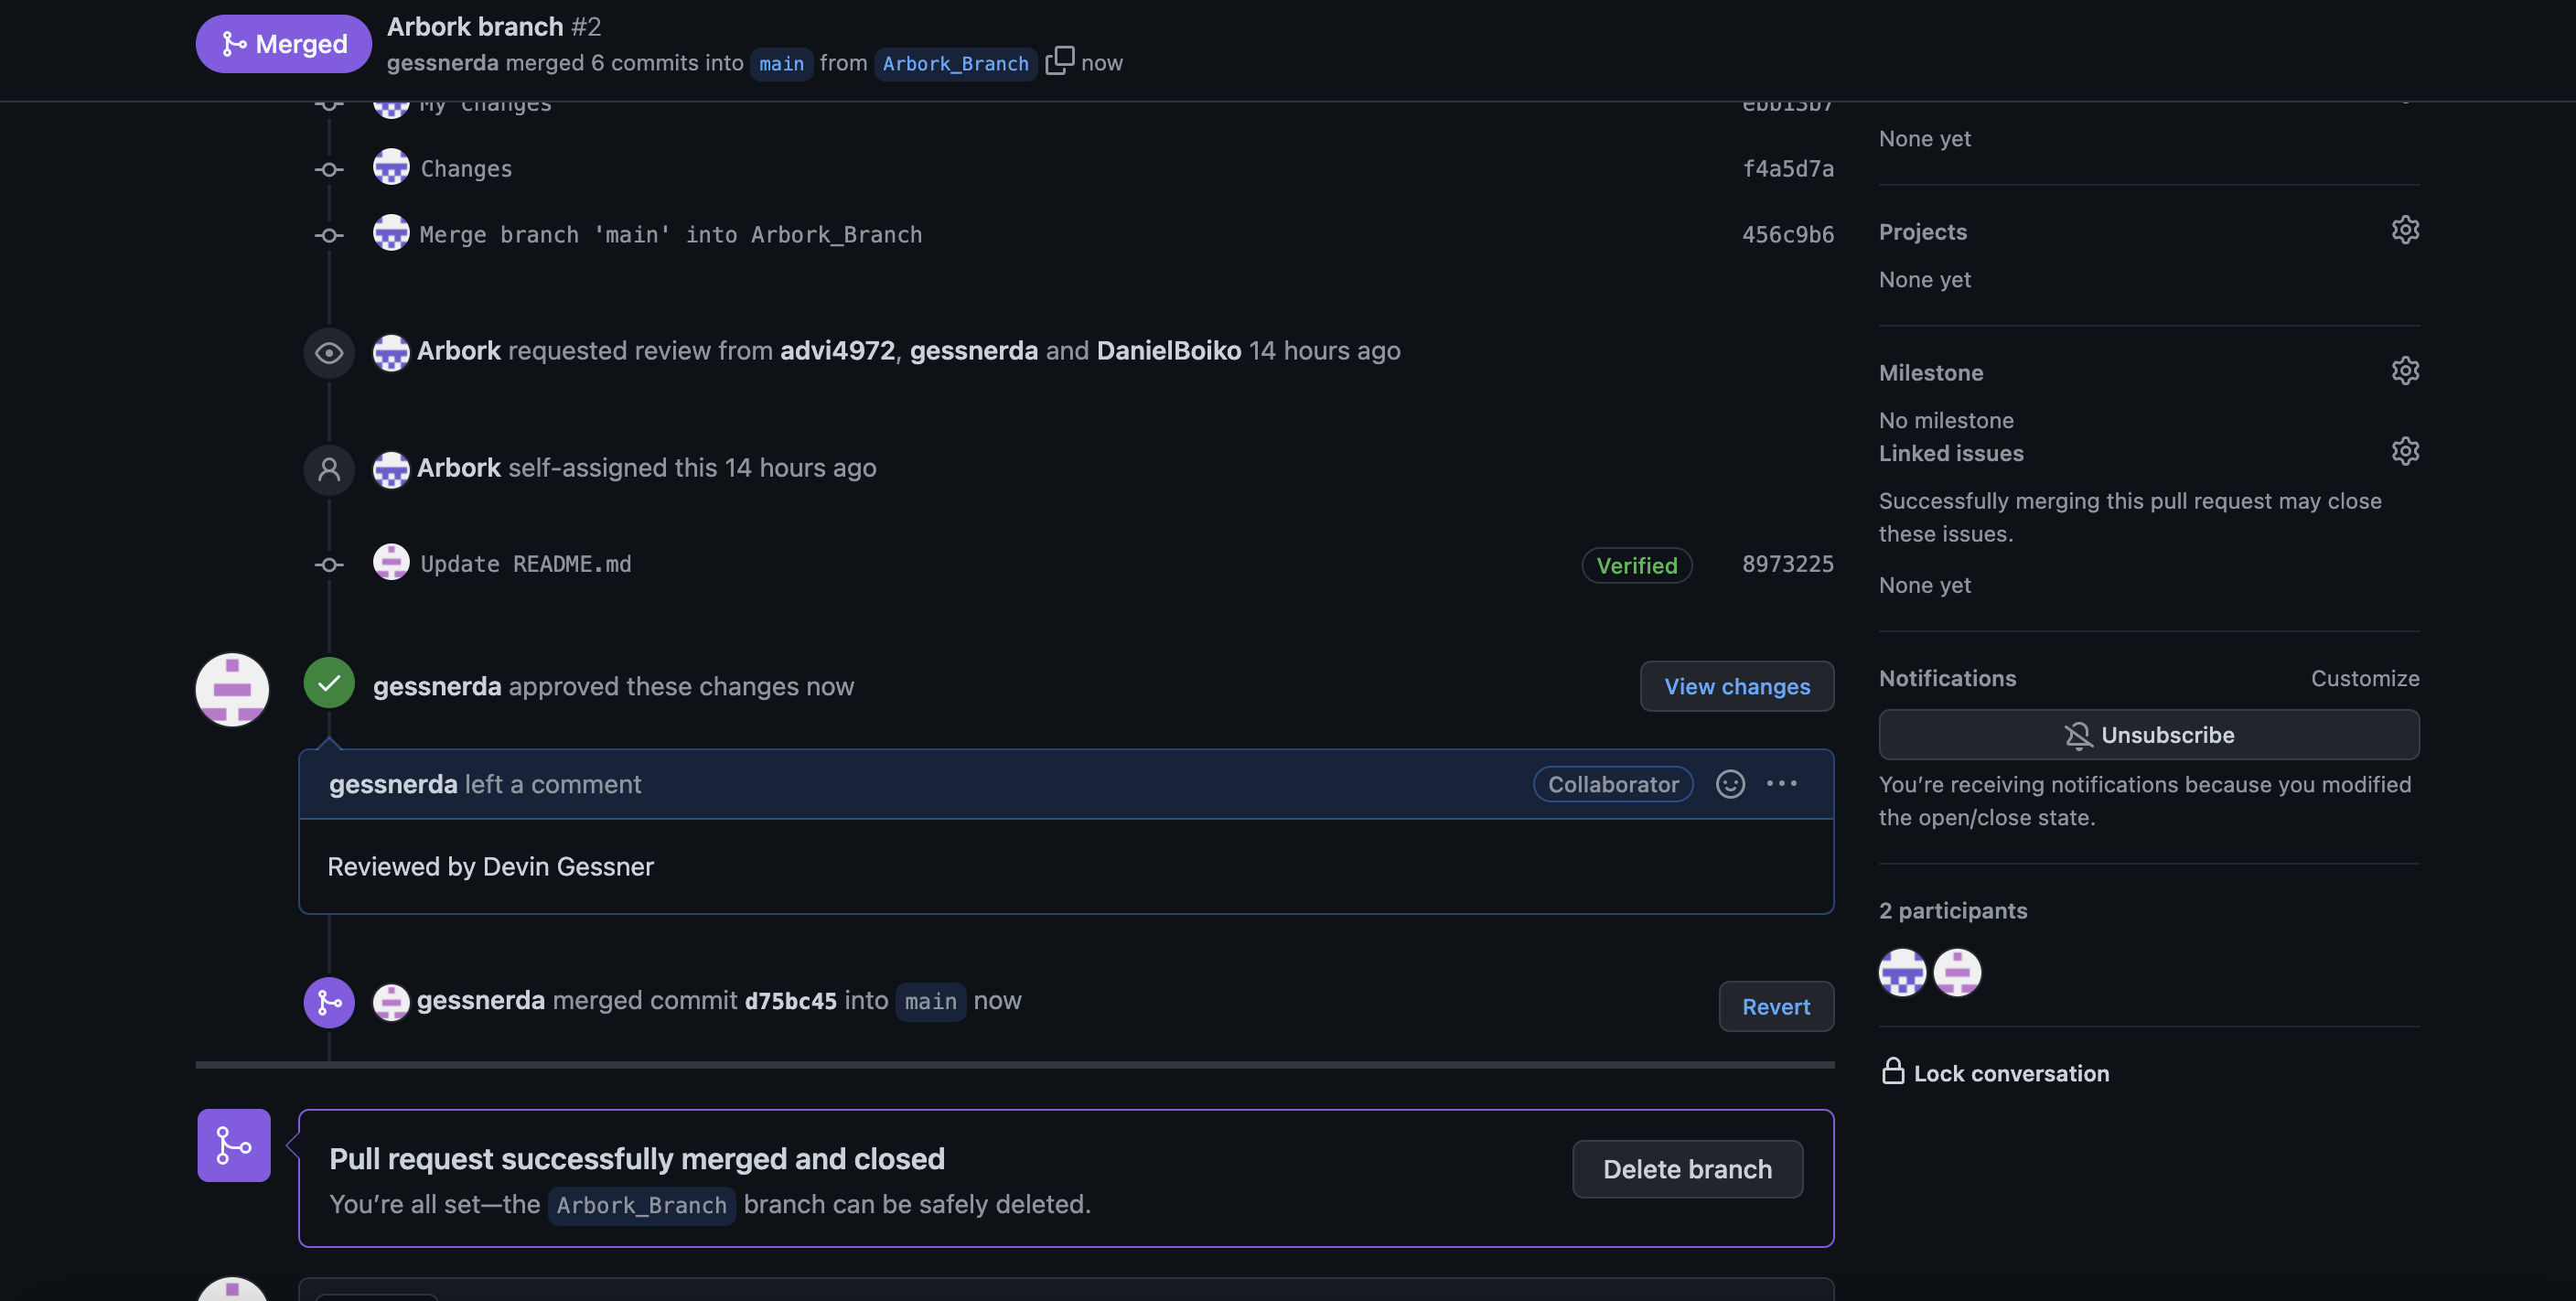 Merged
Arbork branch #2
gessnerda merged 6 commits into main from Arbork_Branch now
My changes ebb13b7
Changes f4a5d7a
Merge branch 'main' into Arbork_Branch 456c9b6
Arbork requested review from advi4972, gessnerda and DanielBoiko 14 hours ago
Arbork self-assigned this 14 hours ago
Update README.md Verified 8973225
gessnerda approved these changes now View changes
gessnerda left a comment Collaborator
Reviewed by Devin Gessner
gessnerda merged commit d75bc45 into main now Revert
Pull request successfully merged and closed
You’re all set—the Arbork_Branch branch can be safely deleted.
Delete branch
None yet
Projects
None yet
Milestone
No milestone
Linked issues
Successfully merging this pull request may close
these issues.
None yet
Notifications Customize
Unsubscribe
You’re receiving notifications because you modified
the open/close state.
2 participants
Lock conversation